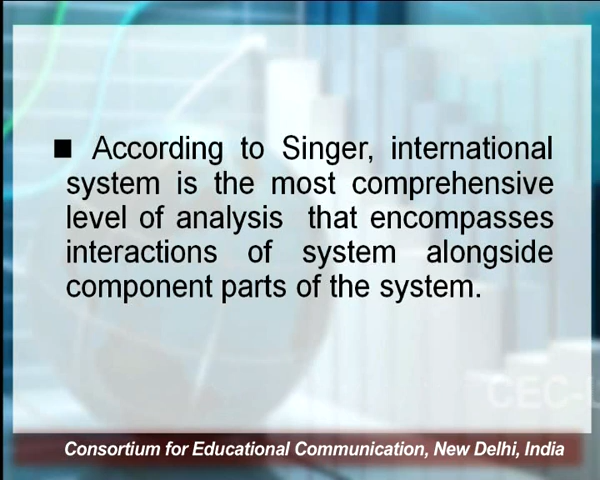 ■ According to Singer, international
system is the most comprehensive
level of analysis that encompasses
interactions of system alongside
component parts of the system.
CEC-U
Consortium for Educational Communication, New Delhi, India